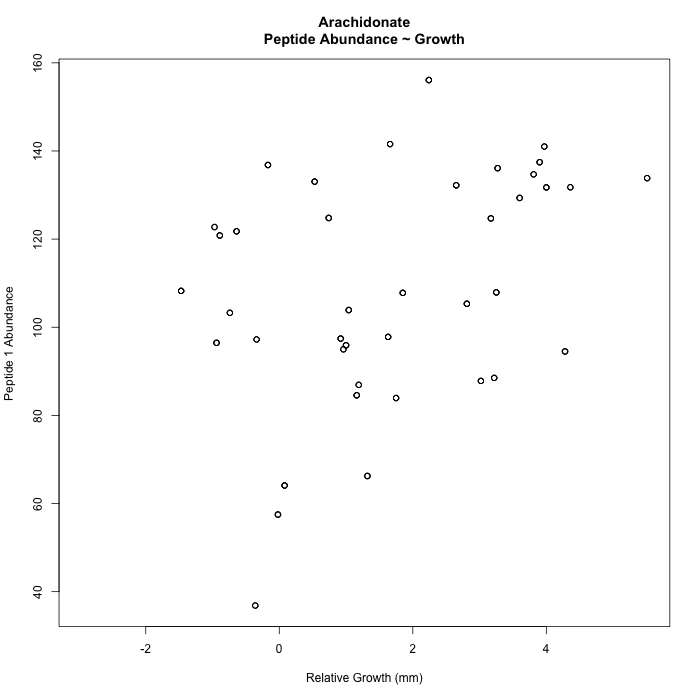 Arachidonate
Peptide Abundance ~ Growth
160
140
120
100
80
60
40
Peptide 1 Abundance
-2
0
2
4
Relative Growth (mm)